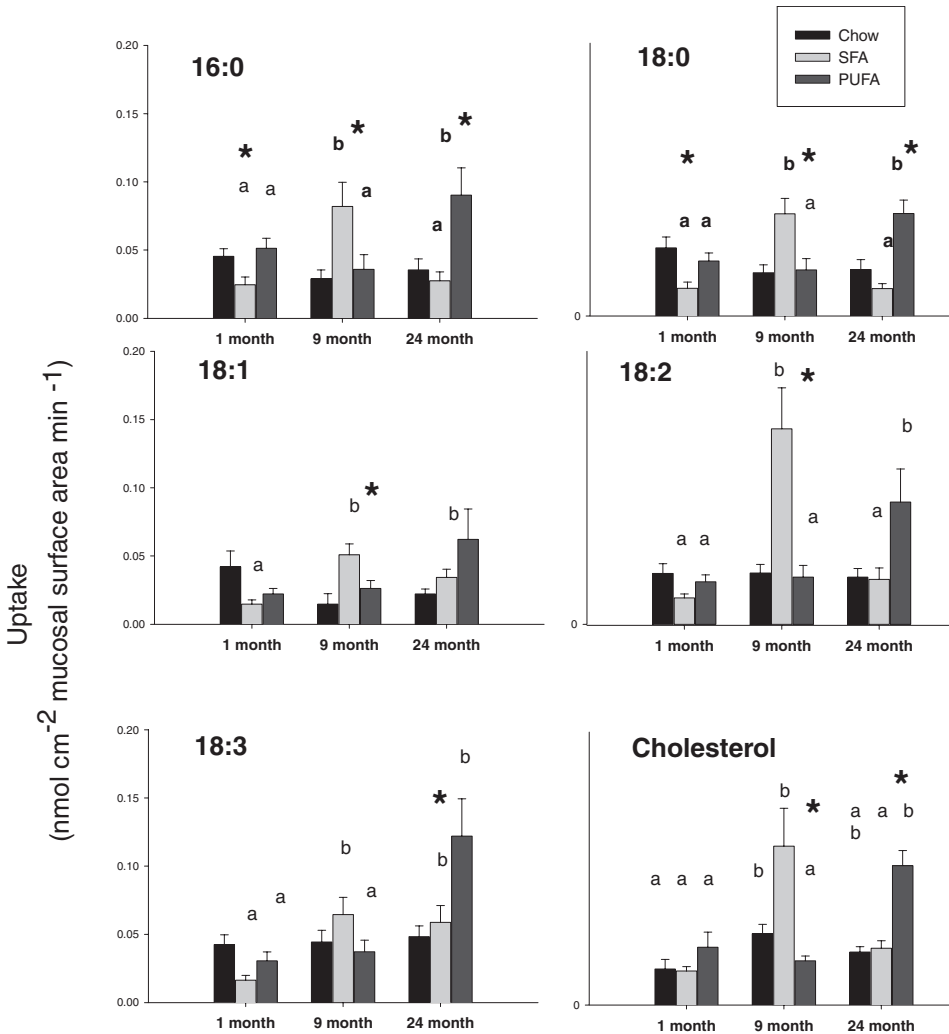 Chow
SFA
PUFA
16:0
0.20
0.15
0.10
0.05
0.00
*
a a
b *
a
b *
a
1 month 9 month 24 month
18:0
0
*
a a
b *
a
b *
a
1 month 9 month 24 month
18:1
0.20
0.15
0.10
0.05
0.00
a
b *
b
1 month 9 month 24 month
18:2
0
a a
b *
a
a
b
1 month 9 month 24 month
18:3
0.20
0.15
0.10
0.05
0.00
a
a
b
a
*
b
b
1 month 9 month 24 month
Cholesterol
0
a a a
b
b
*
a
a
b
a
*
b
1 month 9 month 24 month
Uptake
(nmol cm⁻² mucosal surface area min ⁻¹)